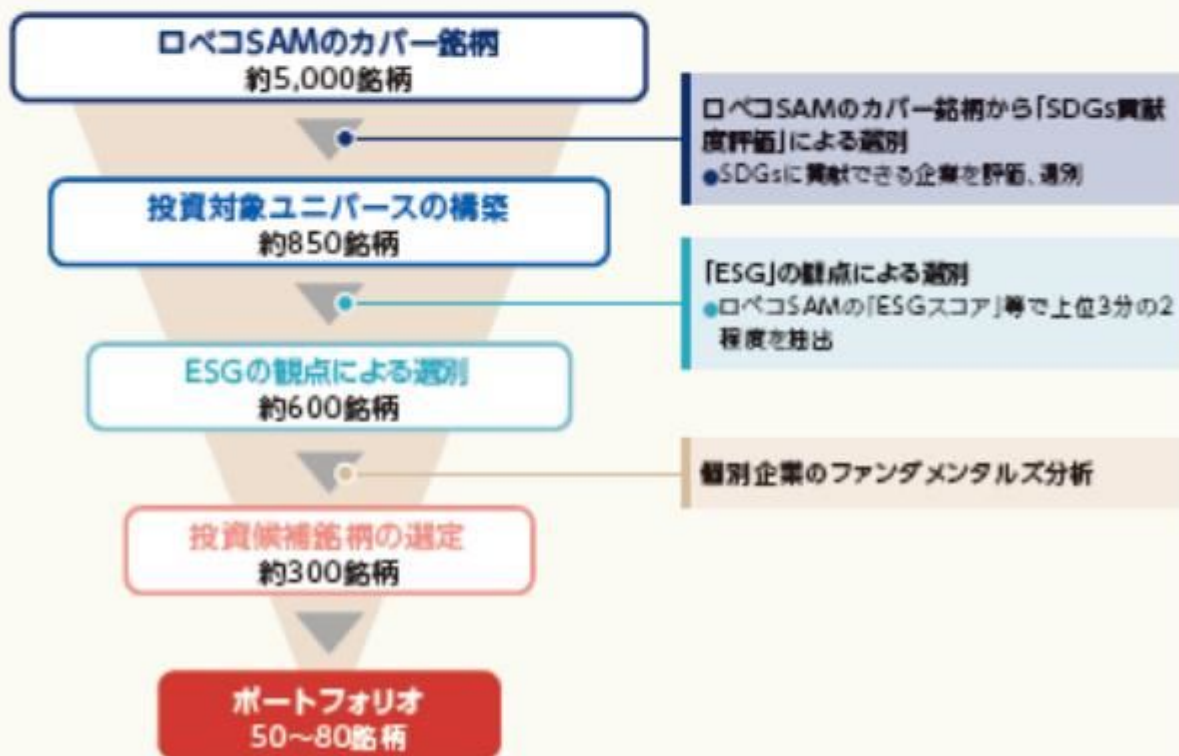 ロベコSAMのカバー銘柄
約5,000銘柄
ロベコSAMのカバー銘柄から「SDGs貢献
度評価」による選別
●SDGsに貢献できる企業を評価、選別
投資対象ユニバースの構築
約850銘柄
「ESG」の観点による選別
●ロベコSAMの「ESGスコア」等で上位3分の2
程度を抽出
ESGの観点による選別
約600銘柄
個別企業のファンダメンタルズ分析
投資候補銘柄の選定
約300銘柄
ポートフォリオ
50～80銘柄